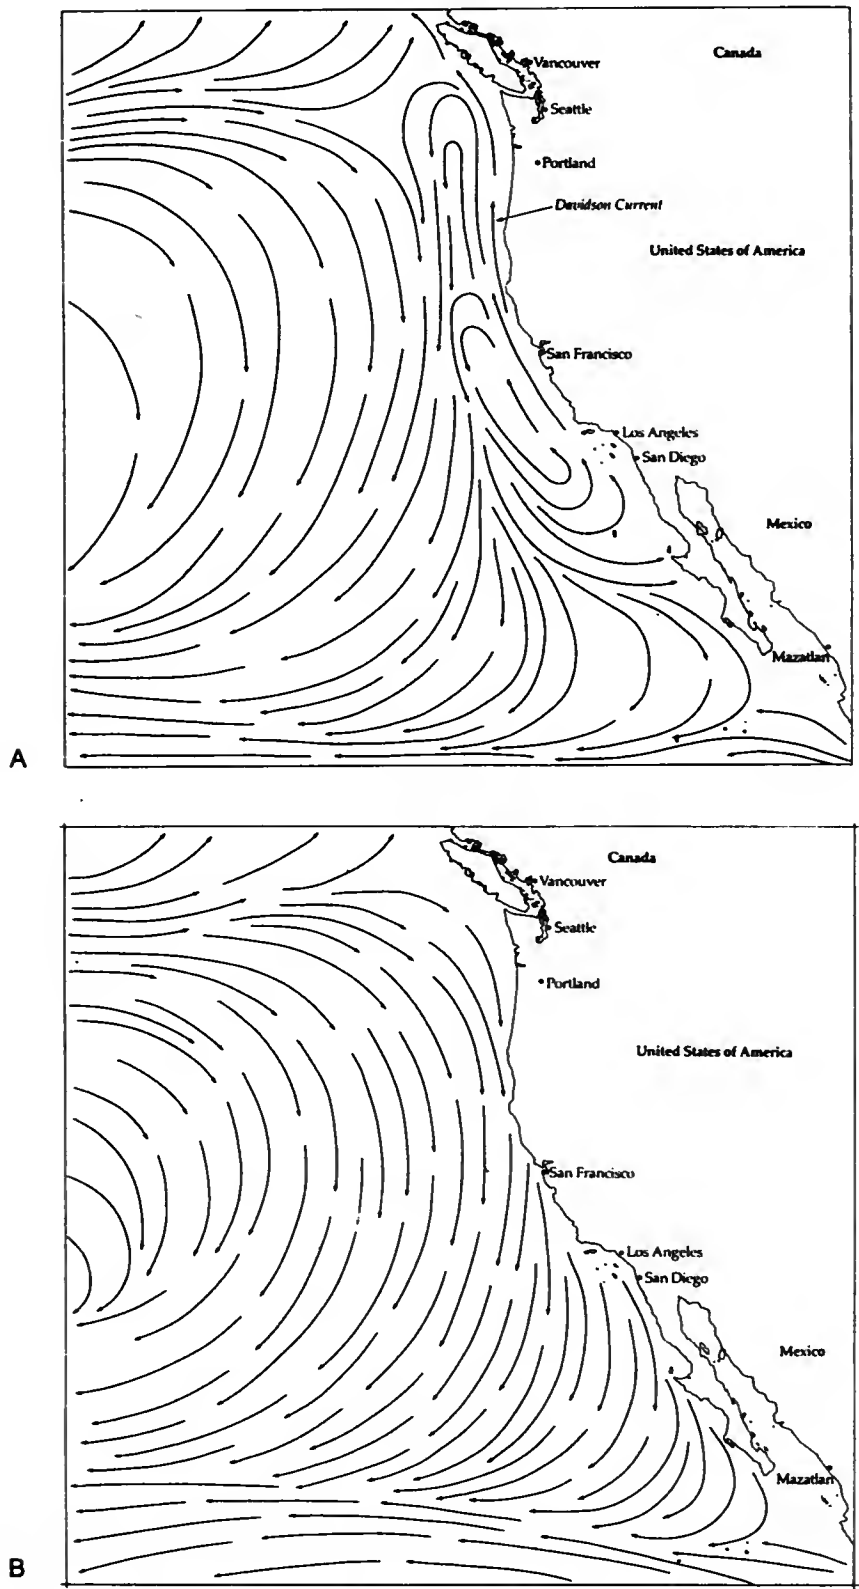 Canada
Vancouver
Seattle
Portland
Davidson Current
United States of America
San Francisco
Los Angeles
San Diego
Mexico
Mazatlan
A
Canada
Vancouver
Seattle
Portland
United States of America
San Francisco
Los Angeles
San Diego
Mexico
Mazatlan
B